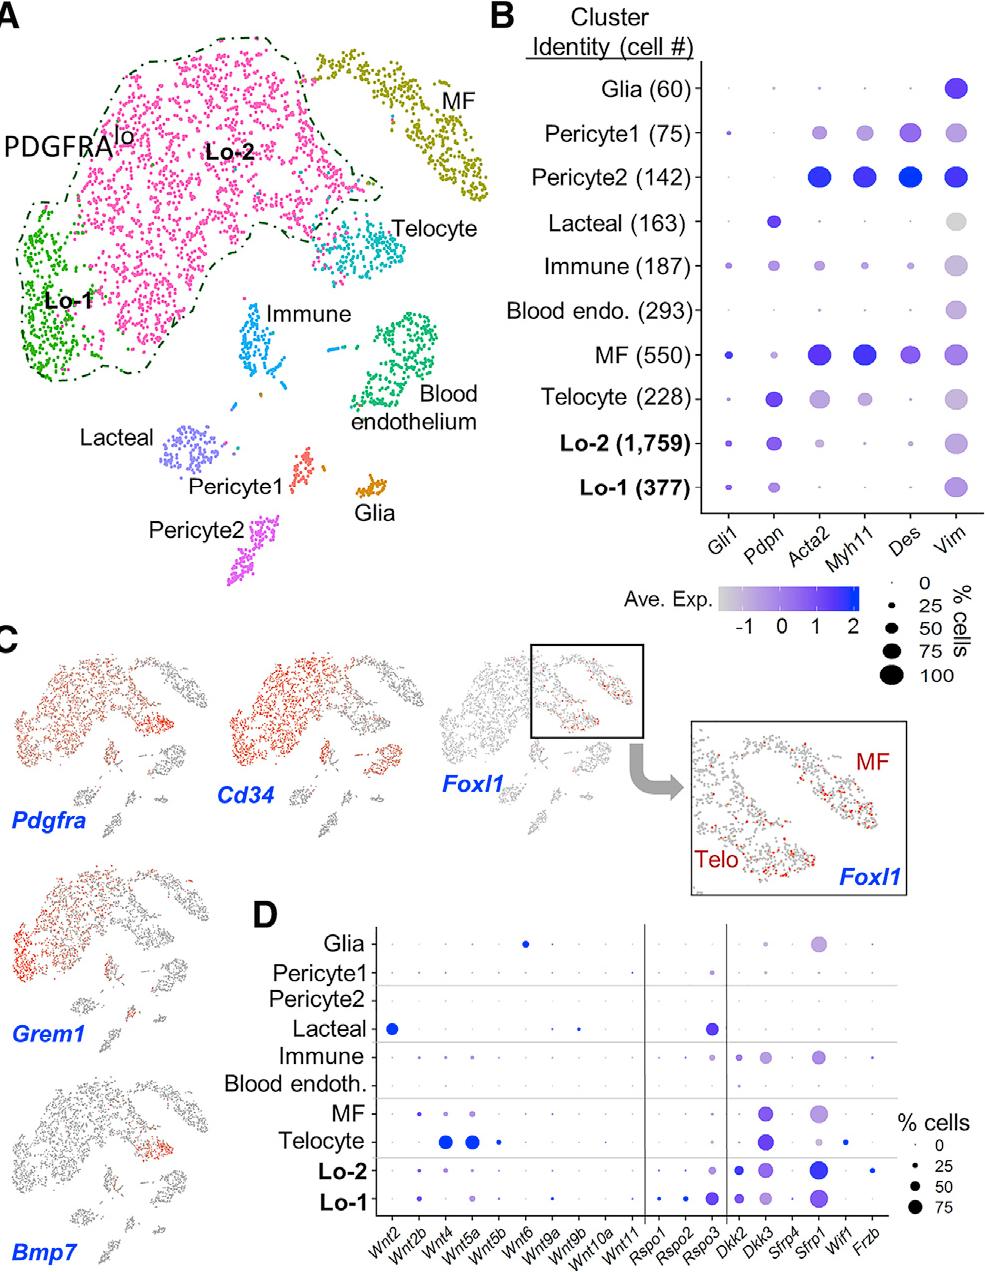 A
PDGFRAlo
Lo-2
MF
Telocyte
Lo-1
Immune
Blood
endothelium
Lacteal
Pericyte1
Glia
Pericyte2
B
Cluster
Identity (cell #)
Glia (60)
Pericyte1 (75)
Pericyte2 (142)
Lacteal (163)
Immune (187)
Blood endo. (293)
MF (550)
Telocyte (228)
Lo-2 (1,759)
Lo-1 (377)
Gli1 Pdpn Acta2 Myh11 Des Vim
Ave. Exp.
-1 0 1 2
0
25
50
75
100
% cells
C
Pdgfra
Cd34
Foxl1
MF
Telo
Foxl1
Grem1
Bmp7
D
Glia
Pericyte1
Pericyte2
Lacteal
Immune
Blood endoth.
MF
Telocyte
Lo-2
Lo-1
Wnt2 Wnt2b Wnt4 Wnt5a Wnt5b Wnt6 Wnt9a Wnt9b Wnt10a Wnt11 Rspo1 Rspo2 Rspo3 Dkk2 Dkk3 Sfrp4 Sfrp1 Wif1 Frzb
% cells
0
25
50
75